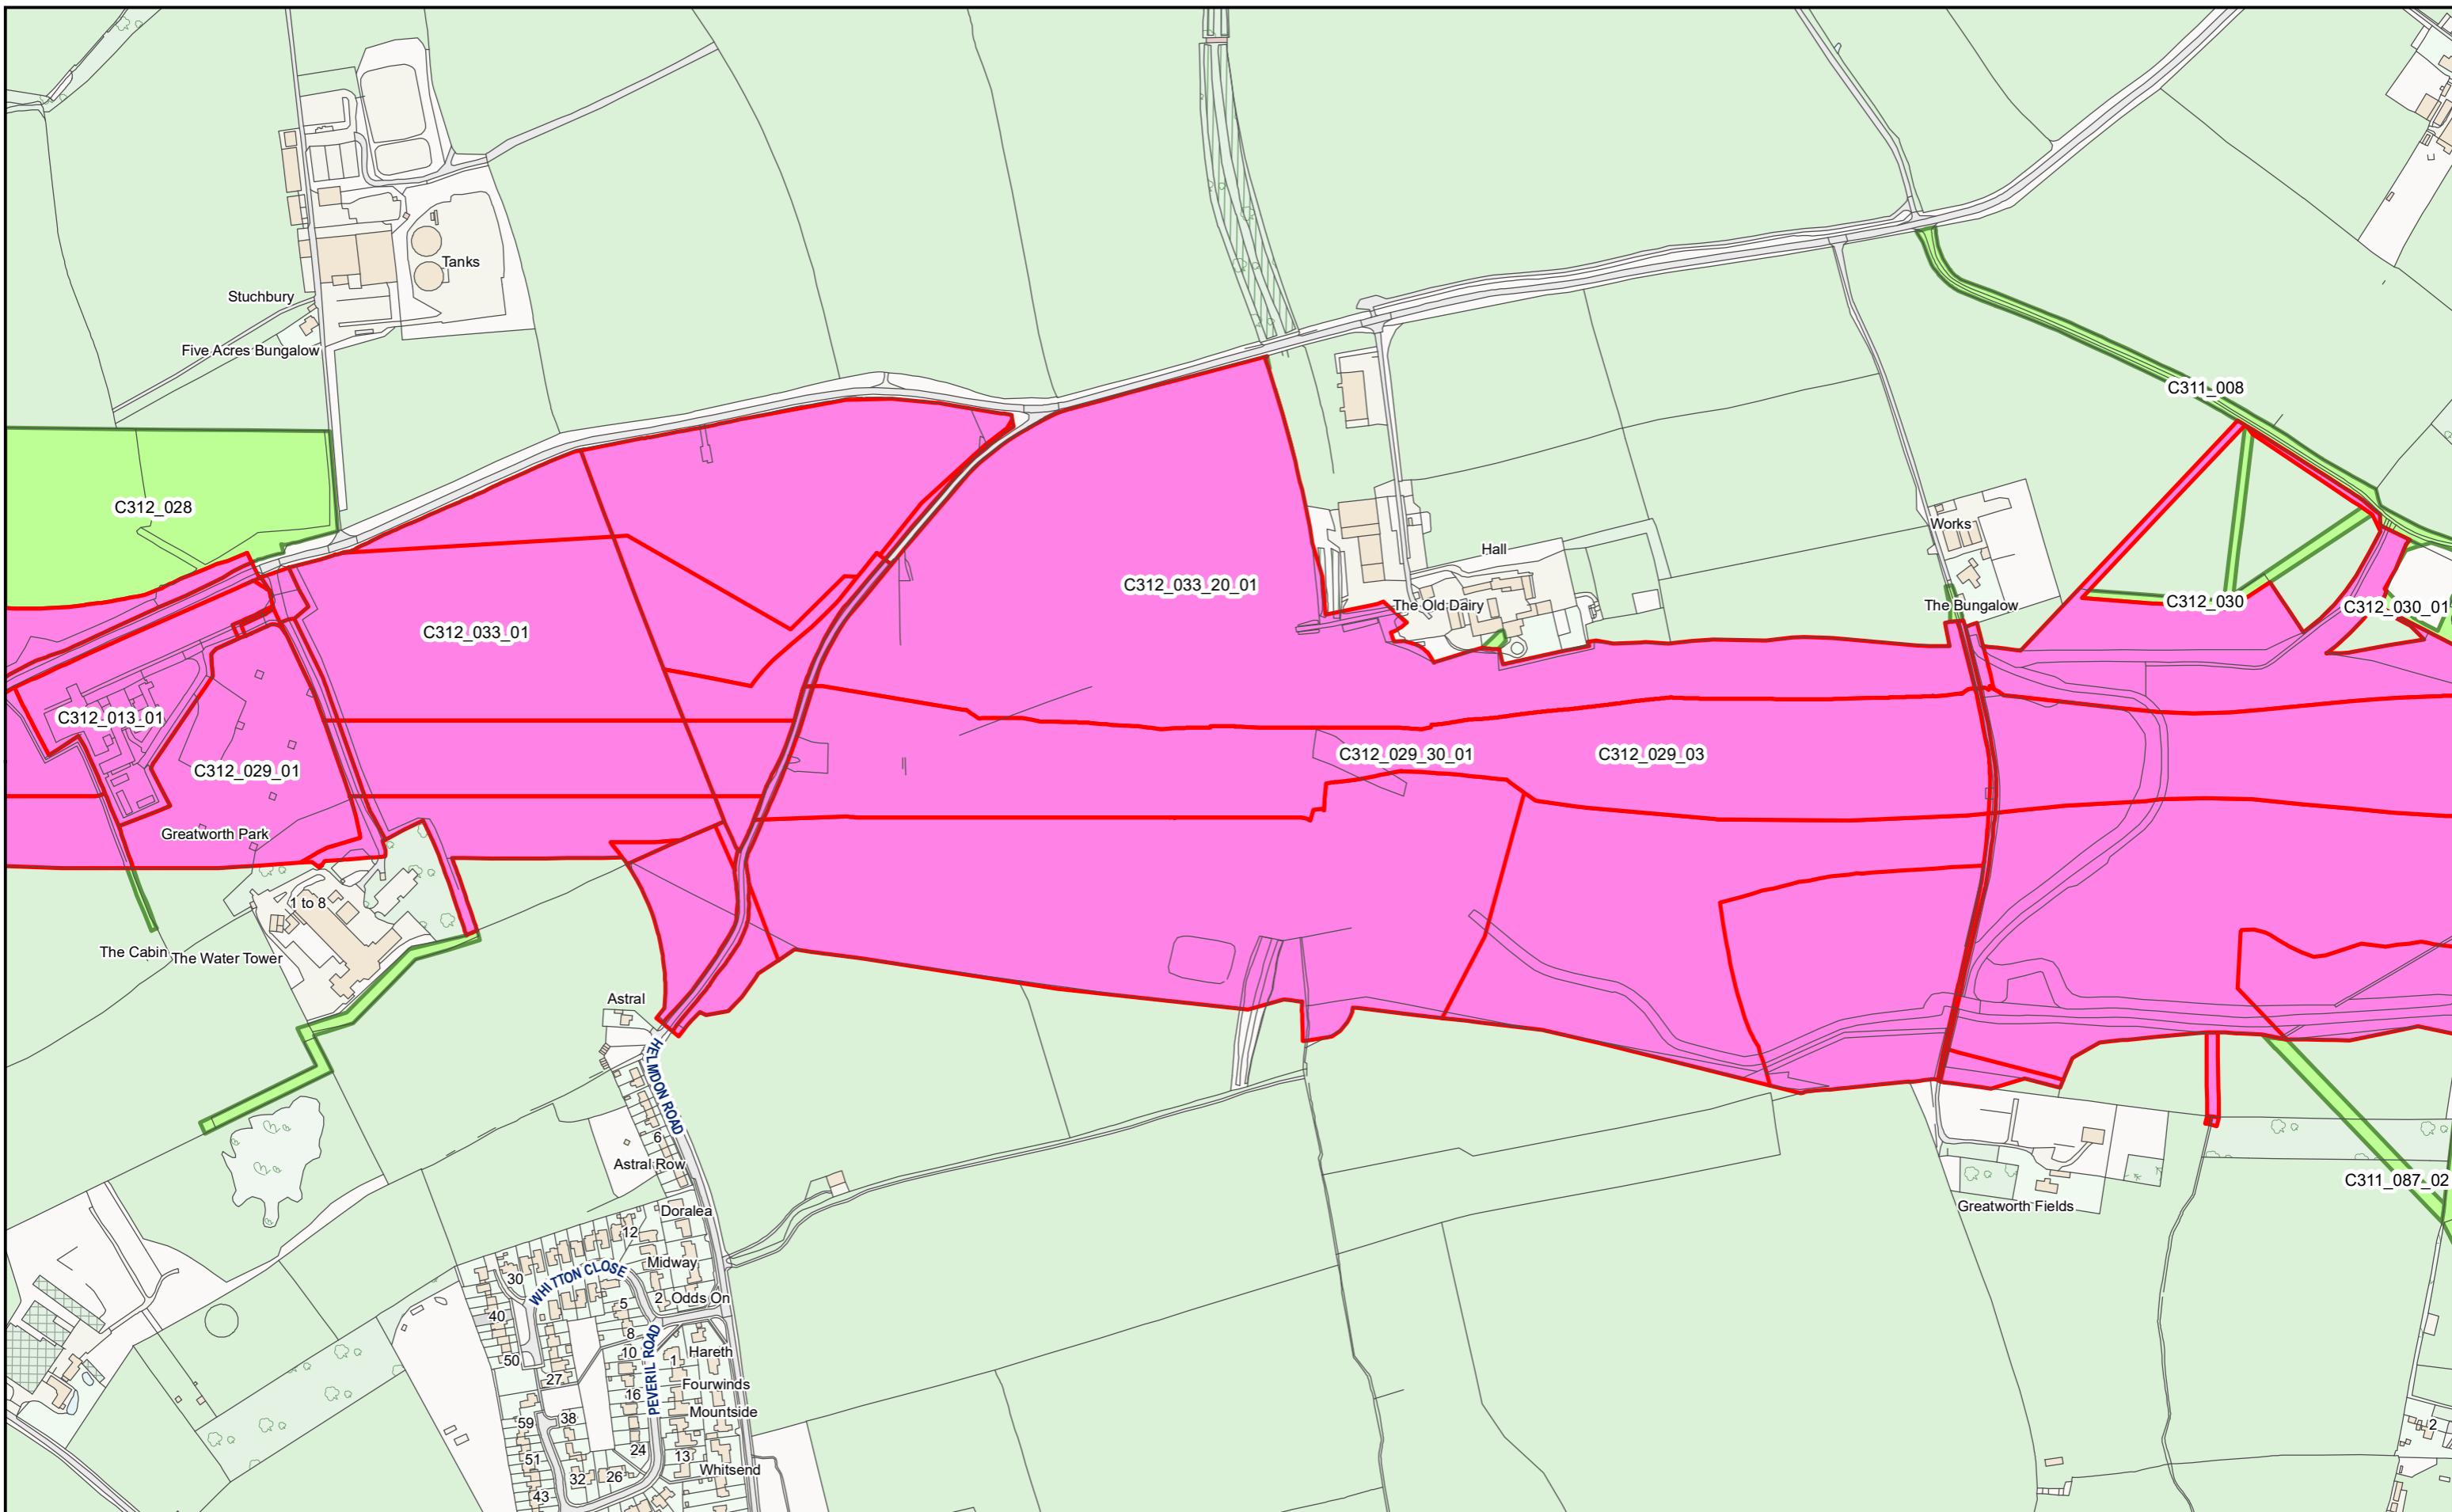 Tanks
Stuchbury
Five Acres Bungalow
C311_008
C312_028
Works
Hall
C312_033_20_01
The Old Dairy
The Bungalow
C312_030
C312_030_01
C312_033_01
C312_013_01
C312_029_01
C312_029_30_01
C312_029_03
Greatworth Park
1 to 8
The Cabin
The Water Tower
Astral
HELMDON ROAD
6
Astral Row
C311_087_02
Greatworth Fields
Doralea
12
Midway
WHITTON CLOSE
30
5
2
Odds On
40
8
PEVERIL ROAD
10
1
Hareth
50
27
16
Fourwinds
Mountside
59
38
2
24
13
51
32
26
Whitsend
43